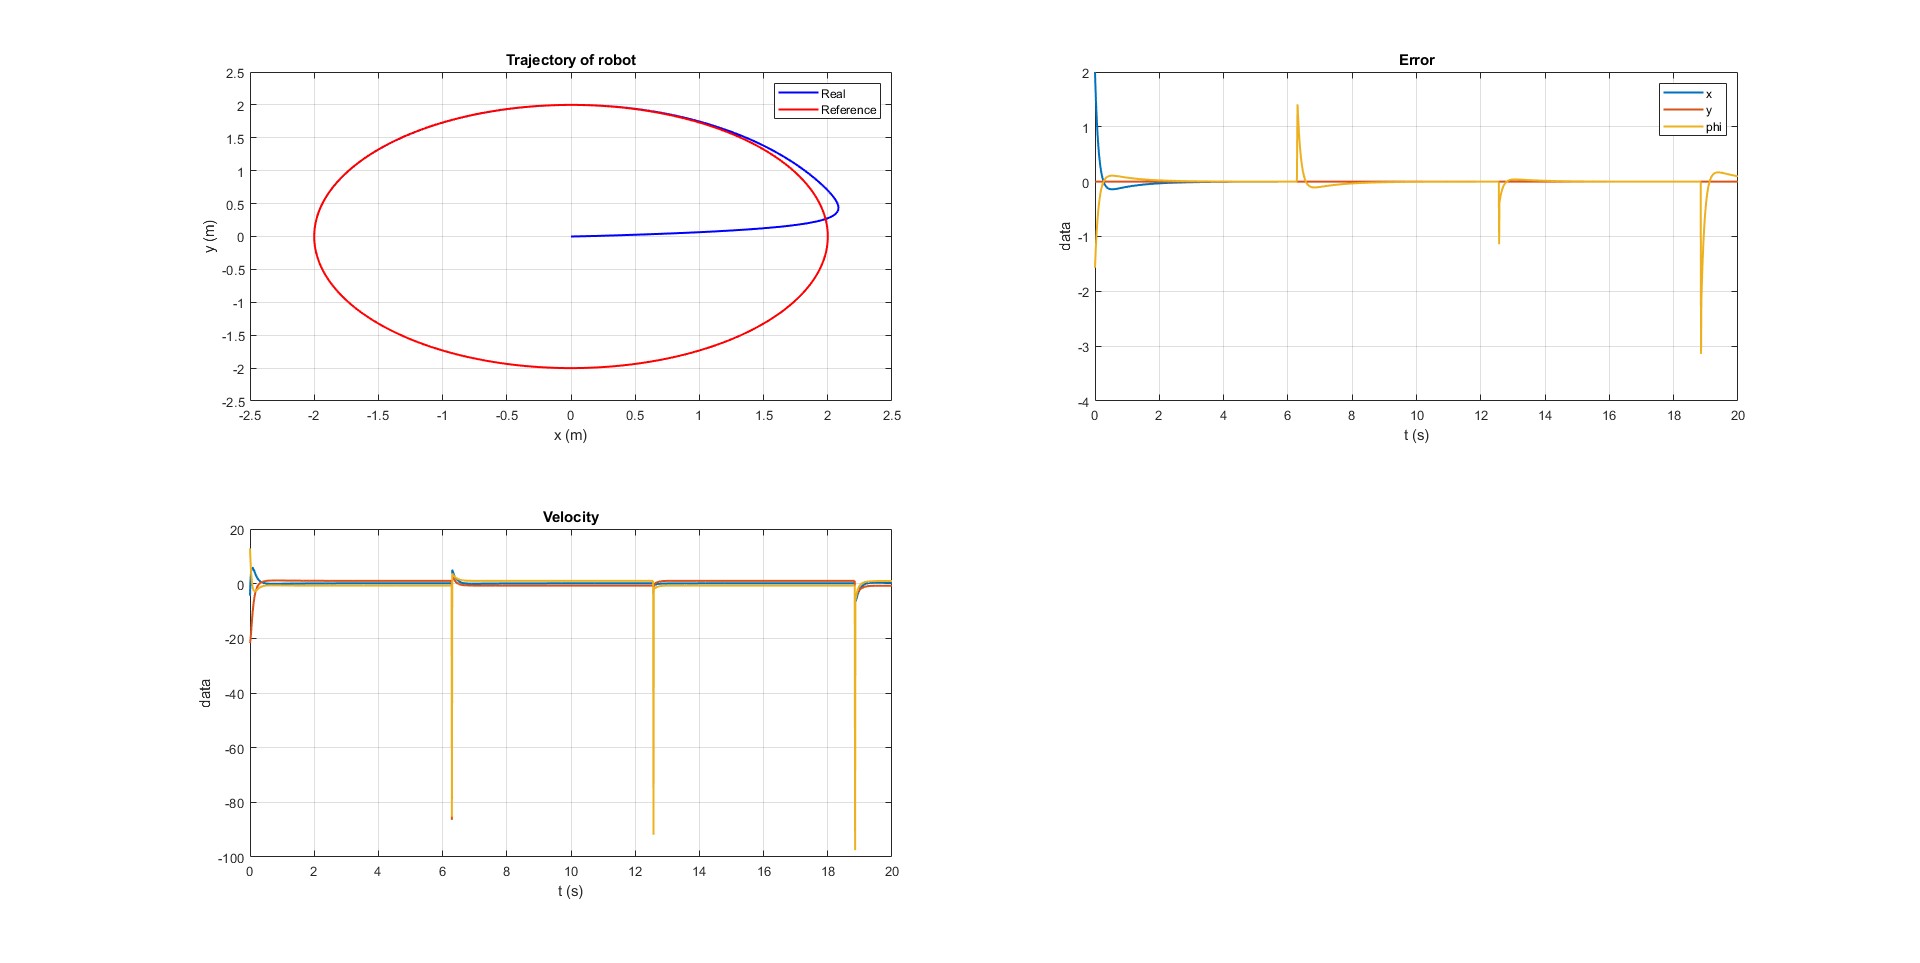 Trajectory of robot
2.5
2
1.5
1
0.5
0
-0.5
-1
-1.5
-2
-2.5
y (m)
Real
Reference
-2.5 -2 -1.5 -1 -0.5 0 0.5 1 1.5 2 2.5
x (m)
Error
2
1
0
-1
-2
-3
-4
data
x
y
phi
0 2 4 6 8 10 12 14 16 18 20
t (s)
Velocity
20
0
-20
-40
-60
-80
-100
data
0 2 4 6 8 10 12 14 16 18 20
t (s)